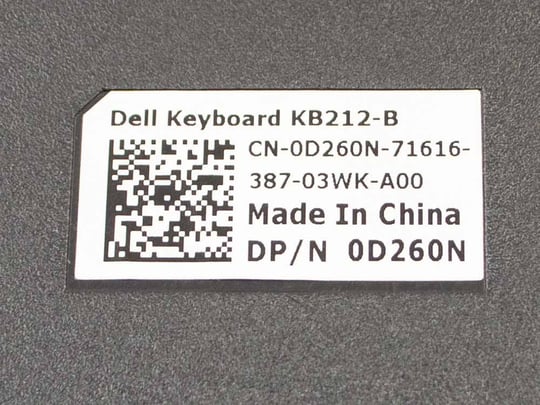 Dell Keyboard KB212-B
CN-0D260N-71616-
387-03WK-A00
Made In China
DP/N 0D260N